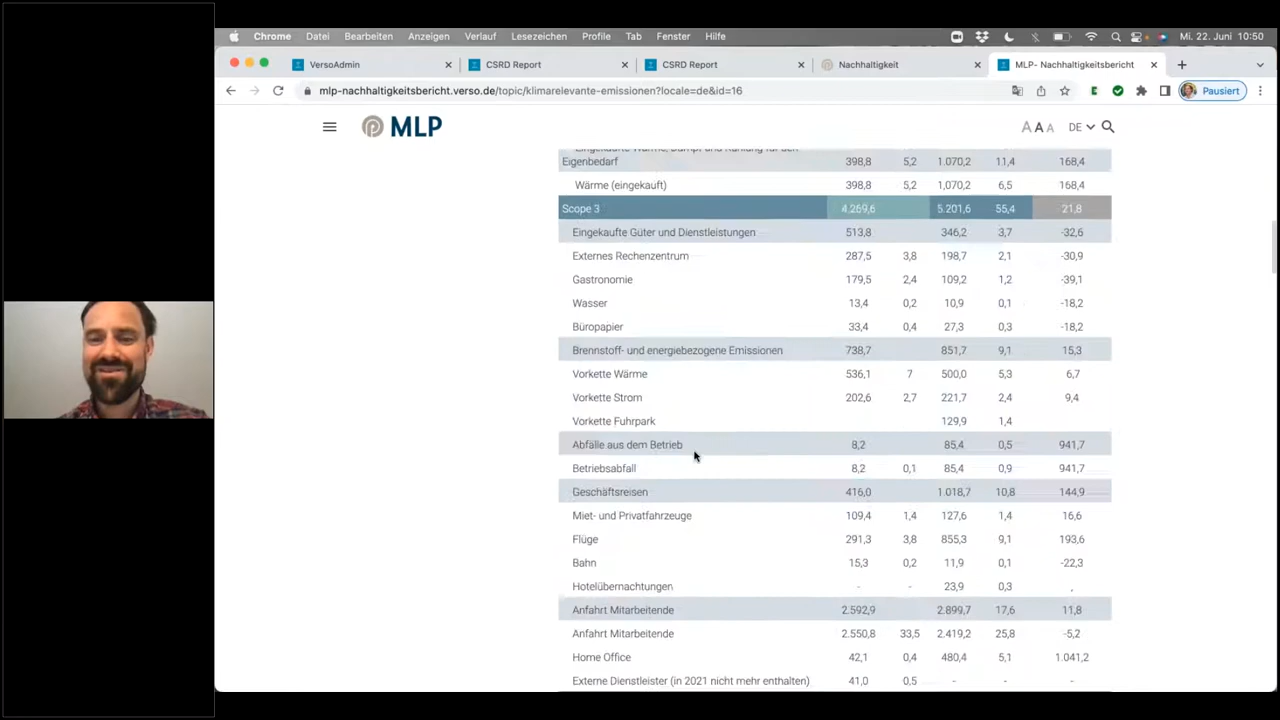 Chrome Datei Bearbeiten Anzeigen Verlauf Lesezeichen Profile Tab Fenster Hilfe Mi. 22. Juni 10:50
VersoAdmin CSRD Report CSRD Report Nachhaltigkeit MLP- Nachhaltigkeitsbericht
mlp-nachhaltigkeitsbericht.verso.de/topic/klimarelevante-emissionen?locale=de&id=16 Pausiert
MLP A A A DE
Eigenbedarf 398,8 5,2 1.070,2 11,4 168,4
Wärme (eingekauft) 398,8 5,2 1.070,2 6,5 168,4
Scope 3 4.269,6 5.201,6 55,4 21,8
Eingekaufte Güter und Dienstleistungen 513,8 346,2 3,7 -32,6
Externes Rechenzentrum 287,5 3,8 198,7 2,1 -30,9
Gastronomie 179,5 2,4 109,2 1,2 -39,1
Wasser 13,4 0,2 10,9 0,1 -18,2
Büropapier 33,4 0,4 27,3 0,3 -18,2
Brennstoff- und energiebezogene Emissionen 738,7 851,7 9,1 15,3
Vorkette Wärme 536,1 7 500,0 5,3 6,7
Vorkette Strom 202,6 2,7 221,7 2,4 9,4
Vorkette Fuhrpark 129,9 1,4
Abfälle aus dem Betrieb 8,2 85,4 0,5 941,7
Betriebsabfall 8,2 0,1 85,4 0,9 941,7
Geschäftsreisen 416,0 1.018,7 10,8 144,9
Miet- und Privatfahrzeuge 109,4 1,4 127,6 1,4 16,6
Flüge 291,3 3,8 855,3 9,1 193,6
Bahn 15,3 0,2 11,9 0,1 -22,3
Hotelübernachtungen - - 23,9 0,3 ,
Anfahrt Mitarbeitende 2.592,9 2.899,7 17,6 11,8
Anfahrt Mitarbeitende 2.550,8 33,5 2.419,2 25,8 -5,2
Home Office 42,1 0,4 480,4 5,1 1.041,2
Externe Dienstleister (in 2021 nicht mehr enthalten) 41,0 0,5 - - -